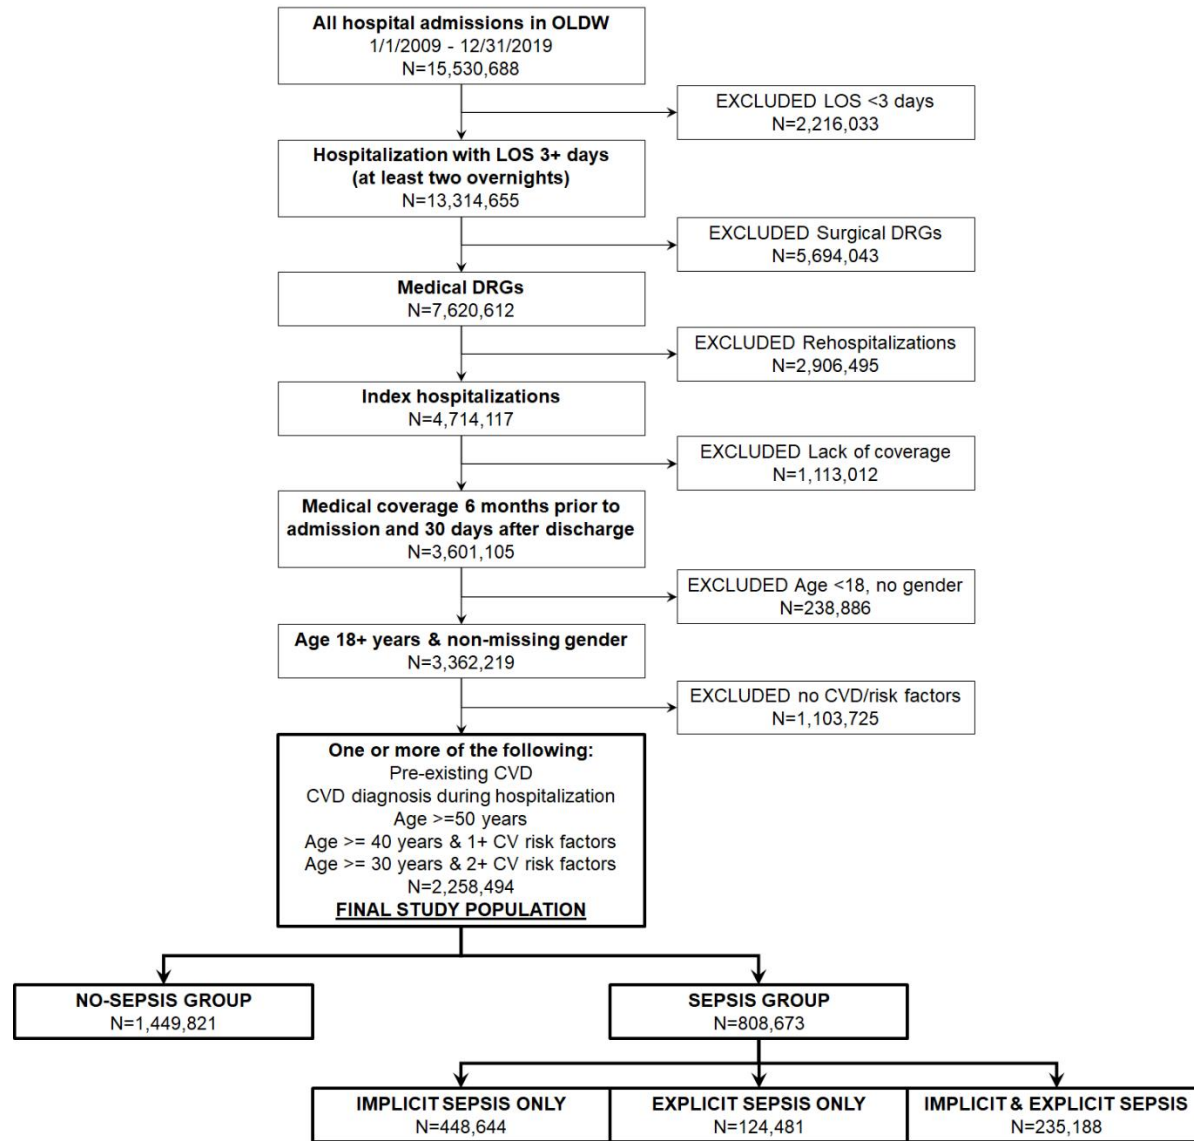 All hospital admissions in OLDW
1/1/2009 - 12/31/2019
N=15,530,688
EXCLUDED LOS <3 days
N=2,216,033
Hospitalization with LOS 3+ days
(at least two overnights)
N=13,314,655
EXCLUDED Surgical DRGs
N=5,694,043
Medical DRGs
N=7,620,612
EXCLUDED Rehospitalizations
N=2,906,495
Index hospitalizations
N=4,714,117
EXCLUDED Lack of coverage
N=1,113,012
Medical coverage 6 months prior to
admission and 30 days after discharge
N=3,601,105
EXCLUDED Age <18, no gender
N=238,886
Age 18+ years & non-missing gender
N=3,362,219
EXCLUDED no CVD/risk factors
N=1,103,725
One or more of the following:
Pre-existing CVD
CVD diagnosis during hospitalization
Age >=50 years
Age >= 40 years & 1+ CV risk factors
Age >= 30 years & 2+ CV risk factors
N=2,258,494
FINAL STUDY POPULATION
NO-SEPSIS GROUP
N=1,449,821
SEPSIS GROUP
N=808,673
IMPLICIT SEPSIS ONLY
N=448,644
EXPLICIT SEPSIS ONLY
N=124,481
IMPLICIT & EXPLICIT SEPSIS
N=235,188